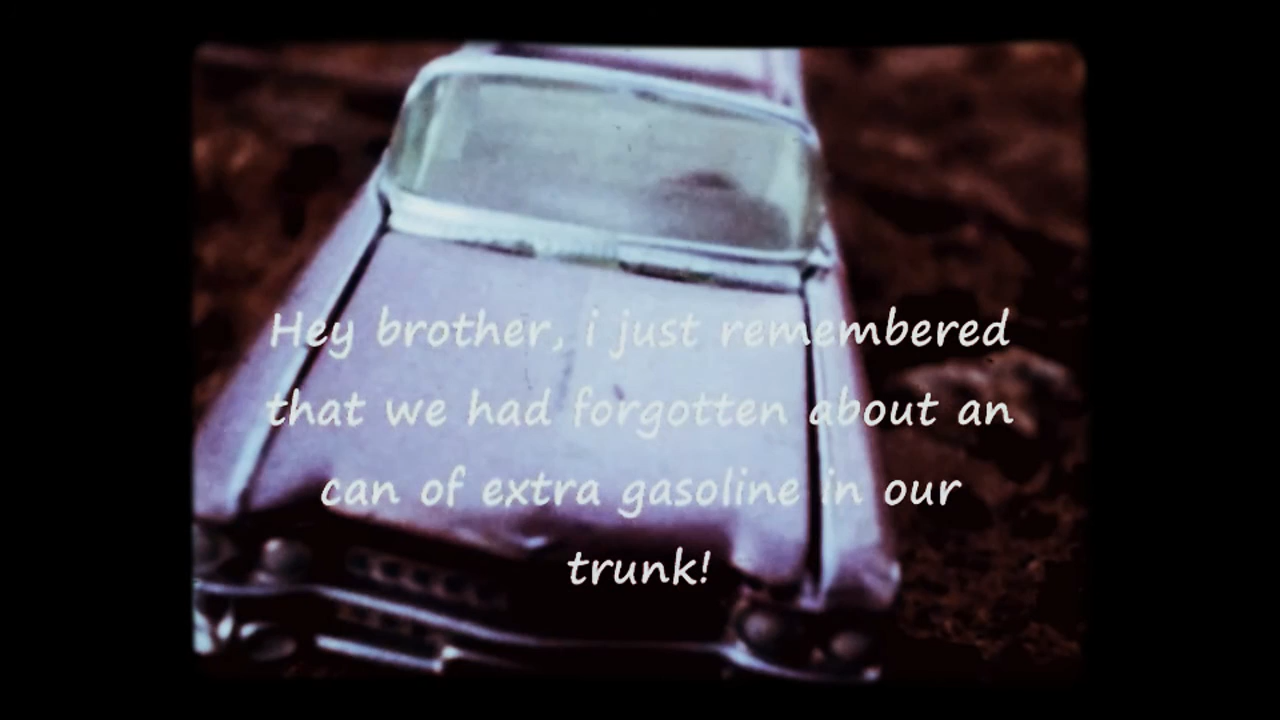 Hey brother, i just remembered
that we had forgotten about an
can of extra gasoline in our
trunk!